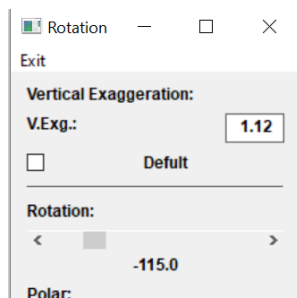 Rotation
Exit
Vertical Exaggeration:
V.Exg.: 1.12
Defult
Rotation:
-115.0
Polar: